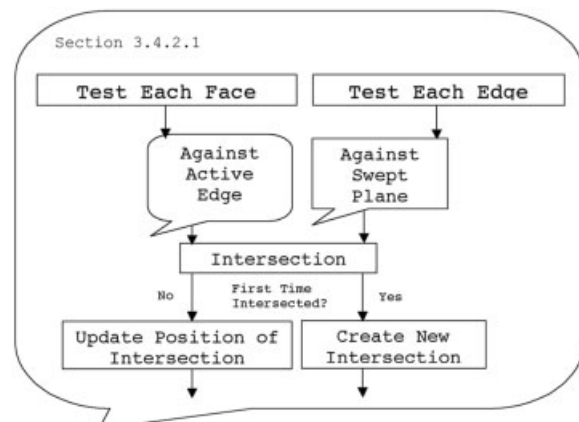 Section 3.4.2.1
Test Each Face
Test Each Edge
Against
Active
Edge
Against
Swept
Plane
Intersection
No
First Time
Intersected?
Yes
Update Position of
Intersection
Create New
Intersection